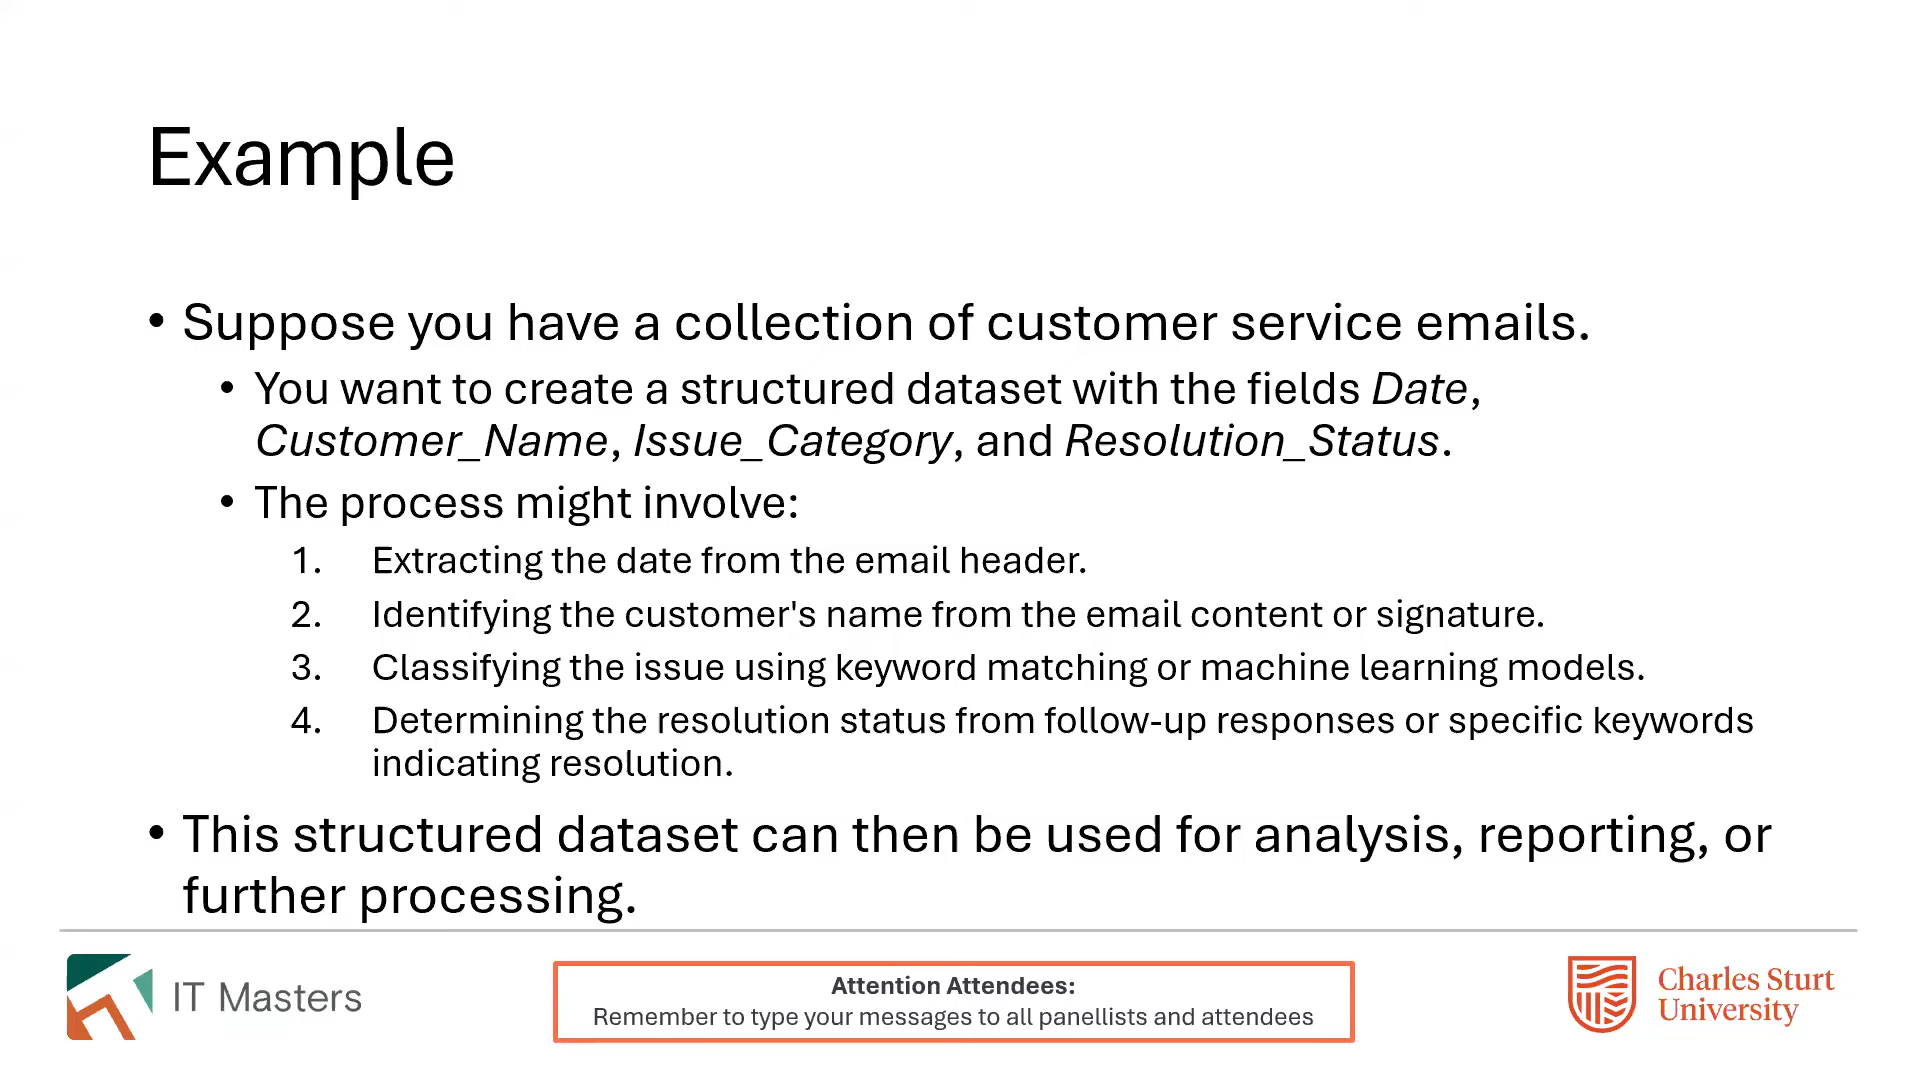 Example
• Suppose you have a collection of customer service emails.
• You want to create a structured dataset with the fields Date,
Customer_Name, Issue_Category, and Resolution_Status.
• The process might involve:
1. Extracting the date from the email header.
2. Identifying the customer's name from the email content or signature.
3. Classifying the issue using keyword matching or machine learning models.
4. Determining the resolution status from follow-up responses or specific keywords
indicating resolution.
• This structured dataset can then be used for analysis, reporting, or
further processing.
IT Masters
Attention Attendees:
Remember to type your messages to all panellists and attendees
Charles Sturt
University